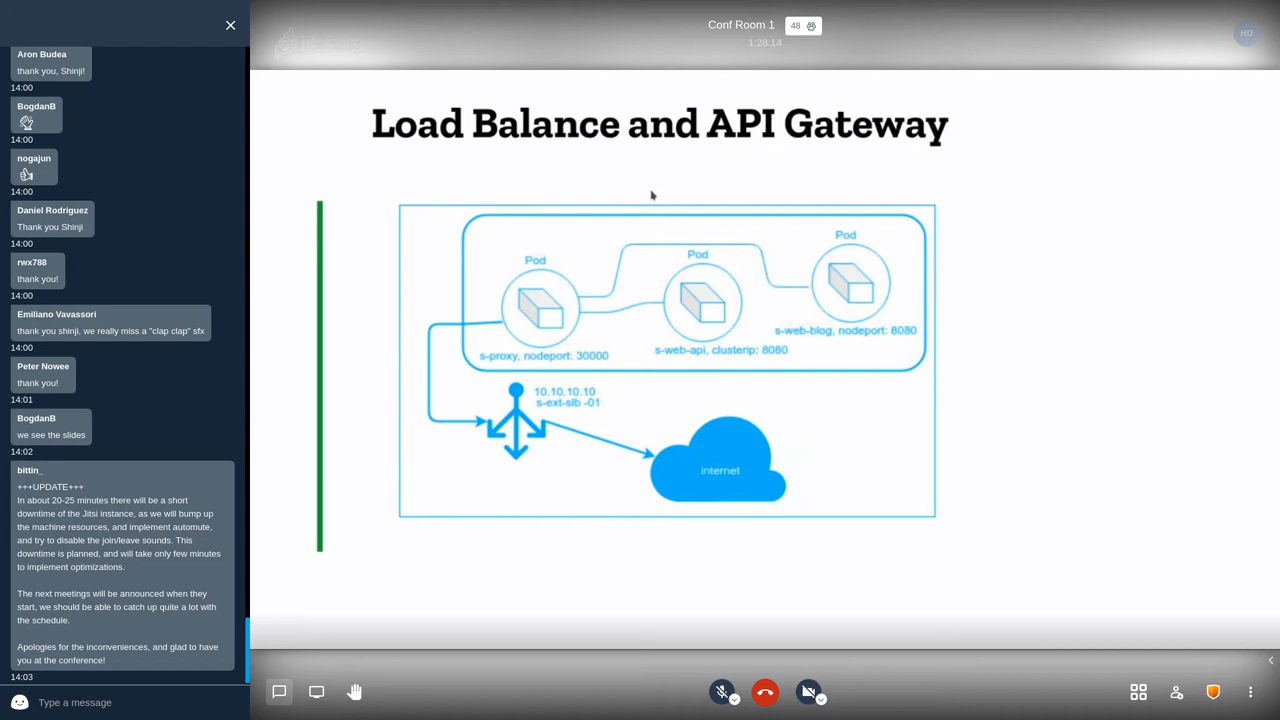 Aron Budea
thank you, Shinji!
14:00
BogdanB
14:00
nogajun
14:00
Daniel Rodriguez
Thank you Shinji
14:00
rwx788
thank you!
14:00
Emiliano Vavassori
thank you shinji, we really miss a "clap clap" sfx
14:00
Peter Nowee
thank you!
14:01
BogdanB
we see the slides
14:02
bittin_
+++UPDATE+++
In about 20-25 minutes there will be a short
downtime of the Jitsi instance, as we will bump up
the machine resources, and implement automute,
and try to disable the join/leave sounds. This
downtime is planned, and will take only few minutes
to implement optimizations.
The next meetings will be announced when they
start, we should be able to catch up quite a lot with
the schedule.
Apologies for the inconveniences, and glad to have
you at the conference!
14:03
Type a message
jitsi.org
Conf Room 1
48
1:28:14
HD
Load Balance and API Gateway
Pod
Pod
Pod
s-web-blog, nodeport: 8080
s-proxy, nodeport: 30000
s-web-api, clusterip: 8080
10.10.10.10
s-ext-slb -01
internet